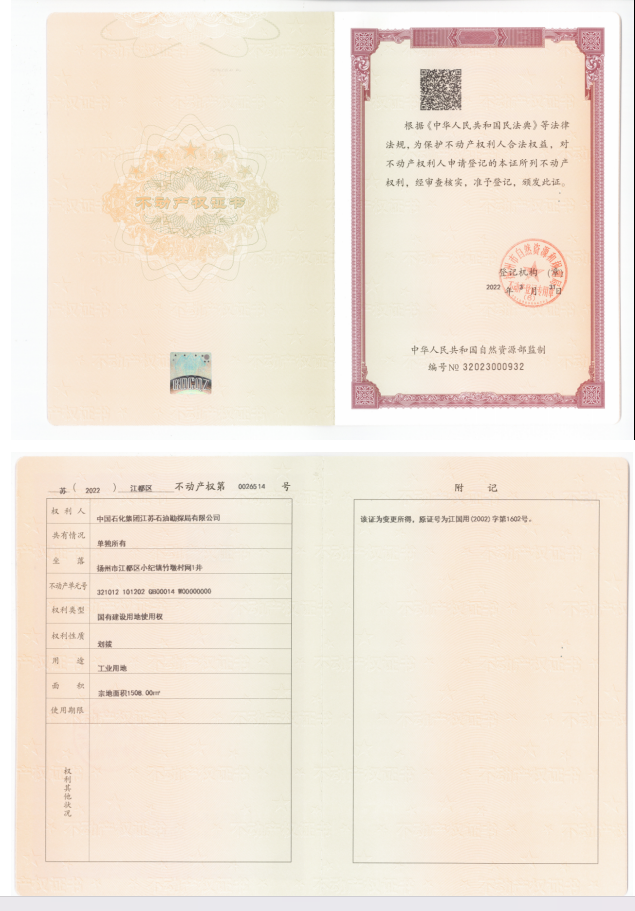 不动产权证书
根据《中华人民共和国民法典》等法律
法规，为保护不动产权利人合法权益，对
不动产权利人申请登记的本证所列不动产
权利，经审查核实，准予登记，颁发此证。
登记机构（章）
2022 年 月 日
中华人民共和国自然资源部监制
编号№ 32023000932
苏（2022）江都区 不动产权第 0026514 号
权利人 中国石化集团江苏石油勘探局有限公司
共有情况 单独所有
坐落 扬州市江都区小纪镇竹墩村网1井
不动产单元号 321012 101202 GB00014 W00000000
权利类型 国有建设用地使用权
权利性质 划拨
用途 工业用地
面积 宗地面积1508.00㎡
使用期限
权利其他状况
附记
该证为变更所得，原证号为江国用(2002)字第1602号。